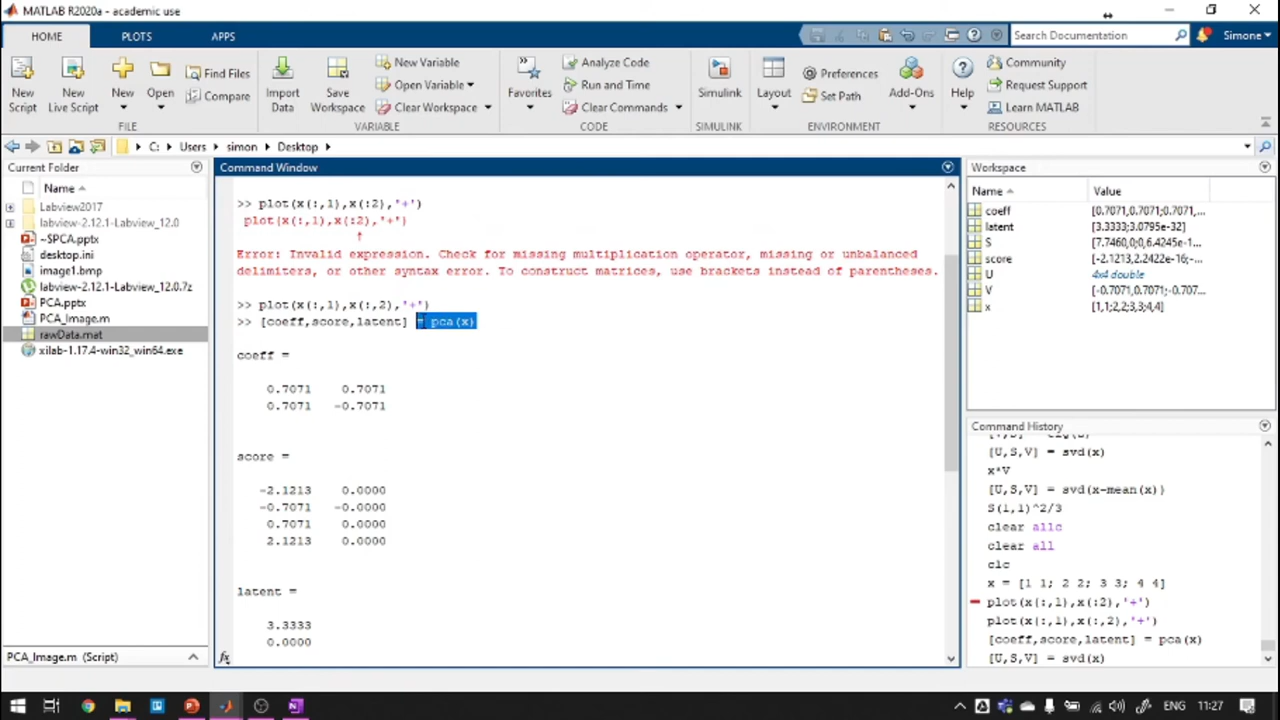 MATLAB R2020a - academic use
HOME PLOTS APPS
Search Documentation
Simone
New Script
New Live Script
New
Open
Find Files
Compare
FILE
Import Data
Save Workspace
New Variable
Open Variable
Clear Workspace
VARIABLE
Favorites
Analyze Code
Run and Time
Clear Commands
CODE
Simulink
SIMULINK
Layout
Preferences
Set Path
Add-Ons
ENVIRONMENT
Help
Community
Request Support
Learn MATLAB
RESOURCES
C: Users simon Desktop
Current Folder
Name
Labview2017
labview-2.12.1-Labview_12.0
~$PCA.pptx
desktop.ini
image1.bmp
labview-2.12.1-Labview_12.0.7z
PCA.pptx
PCA_Image.m
rawData.mat
xilab-1.17.4-win32_win64.exe
PCA_Image.m (Script)
Command Window
>> plot(x(:,1),x(:2),'+')
plot(x(:,1),x(:2),'+')
↑
Error: Invalid expression. Check for missing multiplication operator, missing or unbalanced
delimiters, or other syntax error. To construct matrices, use brackets instead of parentheses.
>> plot(x(:,1),x(:,2),'+')
>> [coeff,score,latent] = pca(x)
coeff =
0.7071 0.7071
0.7071 -0.7071
score =
-2.1213 0.0000
-0.7071 -0.0000
0.7071 0.0000
2.1213 0.0000
latent =
3.3333
0.0000
fx
Workspace
Name Value
coeff [0.7071,0.7071;0.7071,...
latent [3.3333;3.0795e-32]
S [7.7460,0;0,6.4245e-1...
score [-2.1213,2.2422e-16;-...
U 4x4 double
V [-0.7071,0.7071;-0.707...
x [1,1;2,2;3,3;4,4]
Command History
[U,S,V] = svd(x)
x*V
[U,S,V] = svd(x-mean(x))
S(1,1)^2/3
clear allc
clear all
clc
x = [1 1; 2 2; 3 3; 4 4]
plot(x(:,1),x(:2),'+')
plot(x(:,1),x(:,2),'+')
[coeff,score,latent] = pca(x)
[U,S,V] = svd(x)
ENG 11:27